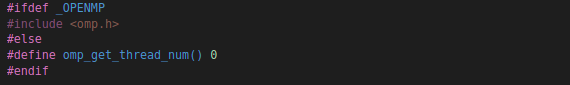 #ifdef _OPENMP
#include <omp.h>
#else
#define omp_get_thread_num() 0
#endif